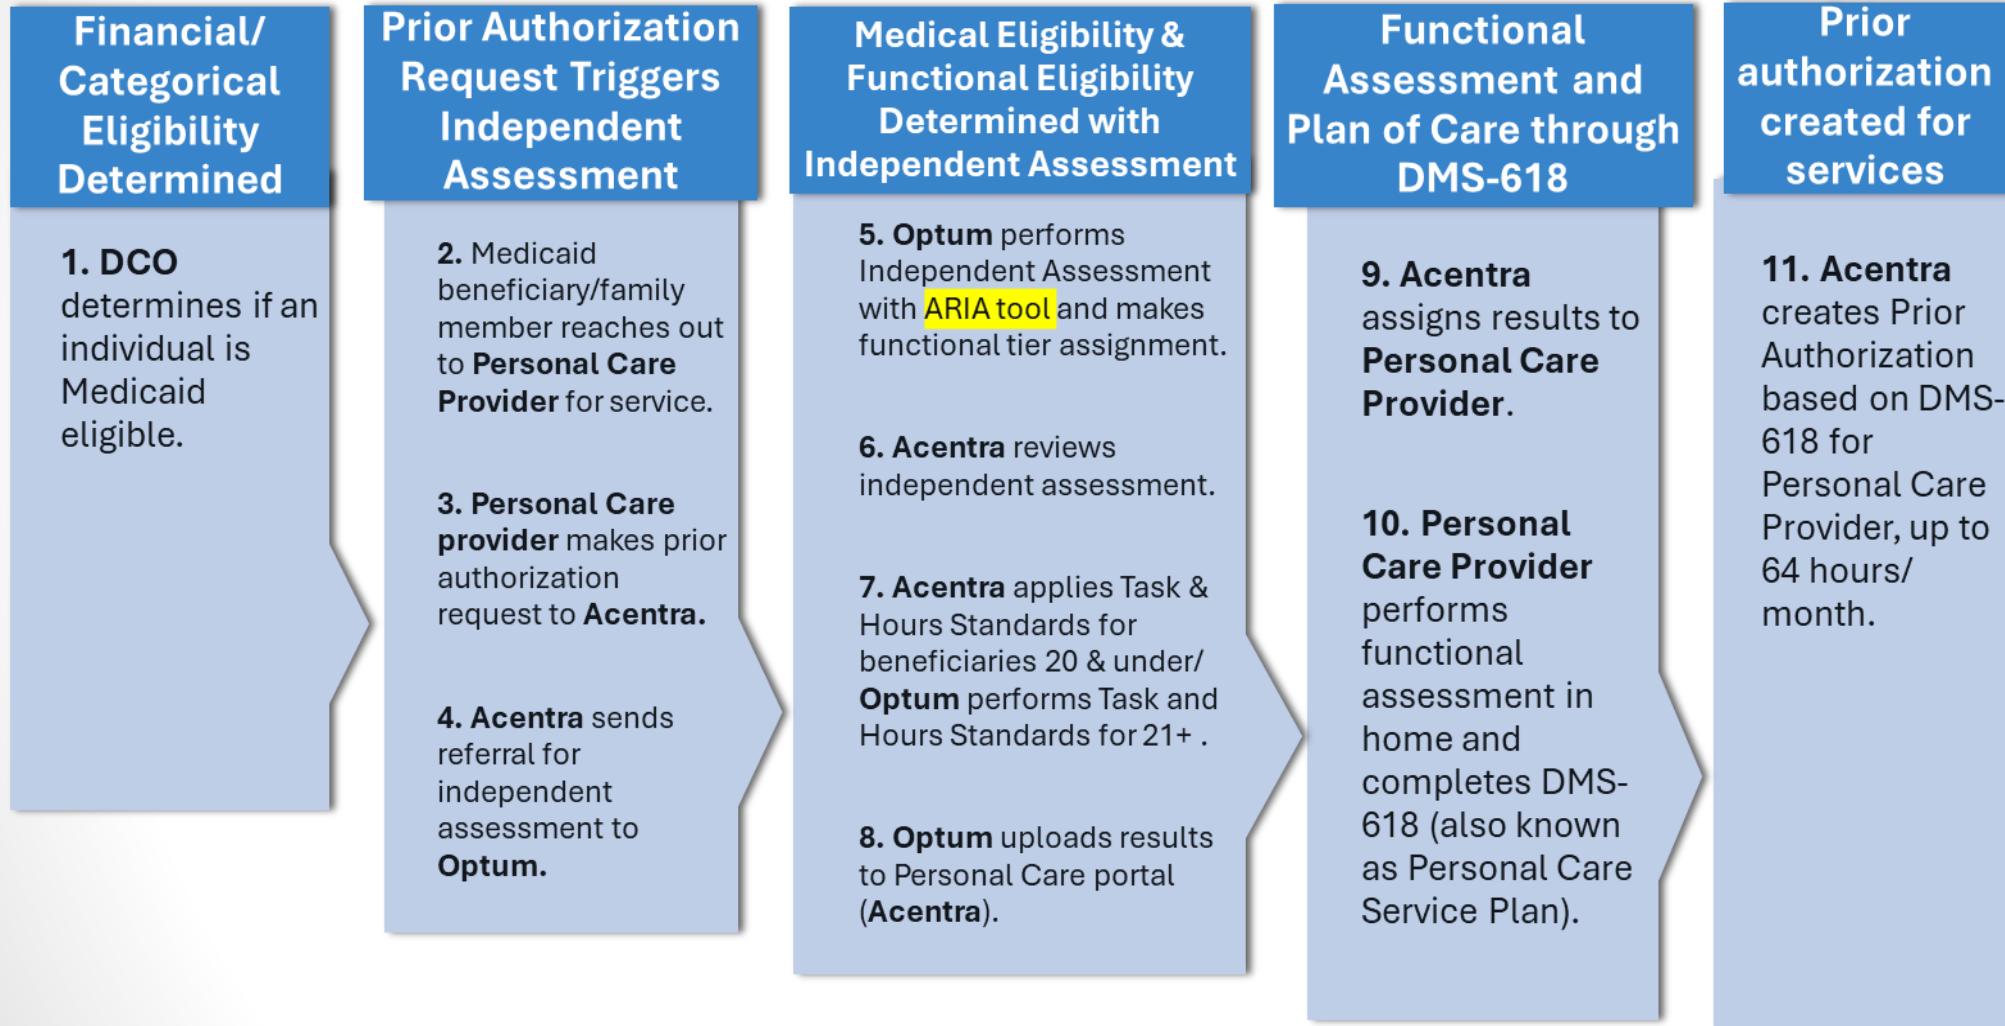 Financial/
Categorical
Eligibility
Determined
1. DCO
determines if an
individual is
Medicaid
eligible.
Prior Authorization
Request Triggers
Independent
Assessment
2. Medicaid
beneficiary/family
member reaches out
to Personal Care
Provider for service.
3. Personal Care
provider makes prior
authorization
request to Acentra.
4. Acentra sends
referral for
independent
assessment to
Optum.
Medical Eligibility &
Functional Eligibility
Determined with
Independent Assessment
5. Optum performs
Independent Assessment
with ARIA tool and makes
functional tier assignment.
6. Acentra reviews
independent assessment.
7. Acentra applies Task &
Hours Standards for
beneficiaries 20 & under/
Optum performs Task and
Hours Standards for 21+ .
8. Optum uploads results
to Personal Care portal
(Acentra).
Functional
Assessment and
Plan of Care through
DMS-618
9. Acentra
assigns results to
Personal Care
Provider.
10. Personal
Care Provider
performs
functional
assessment in
home and
completes DMS-
618 (also known
as Personal Care
Service Plan).
Prior
authorization
created for
services
11. Acentra
creates Prior
Authorization
based on DMS-
618 for
Personal Care
Provider, up to
64 hours/
month.